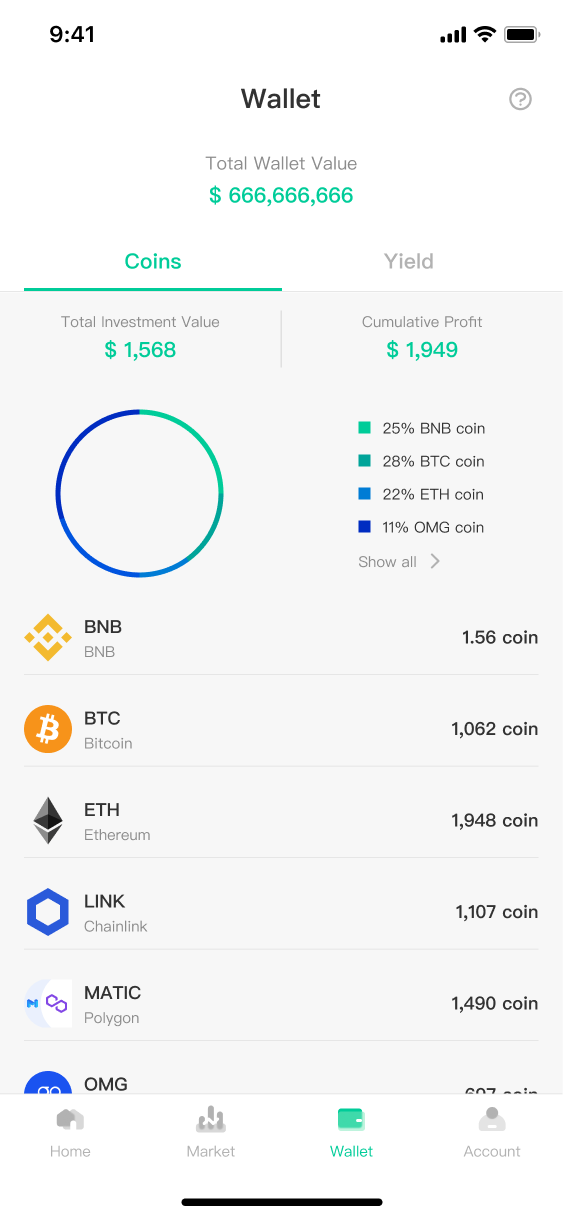 9:41
Wallet
Total Wallet Value
$ 666,666,666
Coins
Yield
Total Investment Value
$ 1,568
Cumulative Profit
$ 1,949
25% BNB coin
28% BTC coin
22% ETH coin
11% OMG coin
Show all
BNB
BNB
1.56 coin
BTC
Bitcoin
1,062 coin
ETH
Ethereum
1,948 coin
LINK
Chainlink
1,107 coin
MATIC
Polygon
1,490 coin
OMG
Home
Market
Wallet
Account